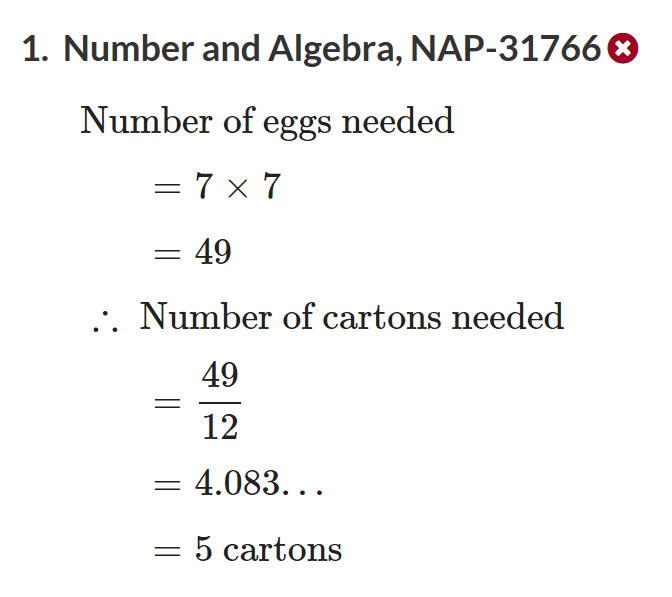 1. Number and Algebra, NAP-31766
Number of eggs needed
= 7 × 7
= 49
∴ Number of cartons needed
= 49/12
= 4.083...
= 5 cartons